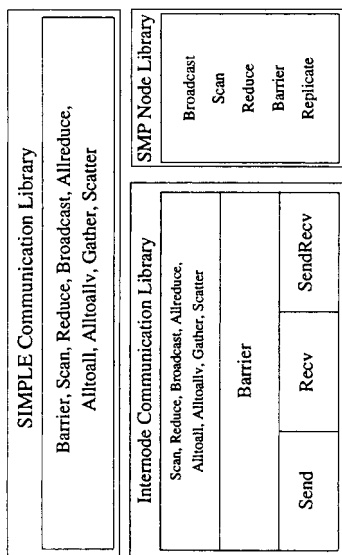 SIMPLE Communication Library
Barrier, Scan, Reduce, Broadcast, Allreduce,
Alltoall, Alltoallv, Gather, Scatter
Internode Communication Library
Scan, Reduce, Broadcast, Allreduce,
Alltoall, Alltoallv, Gather, Scatter
Barrier
Send
Recv
SendRecv
SMP Node Library
Broadcast
Scan
Reduce
Barrier
Replicate